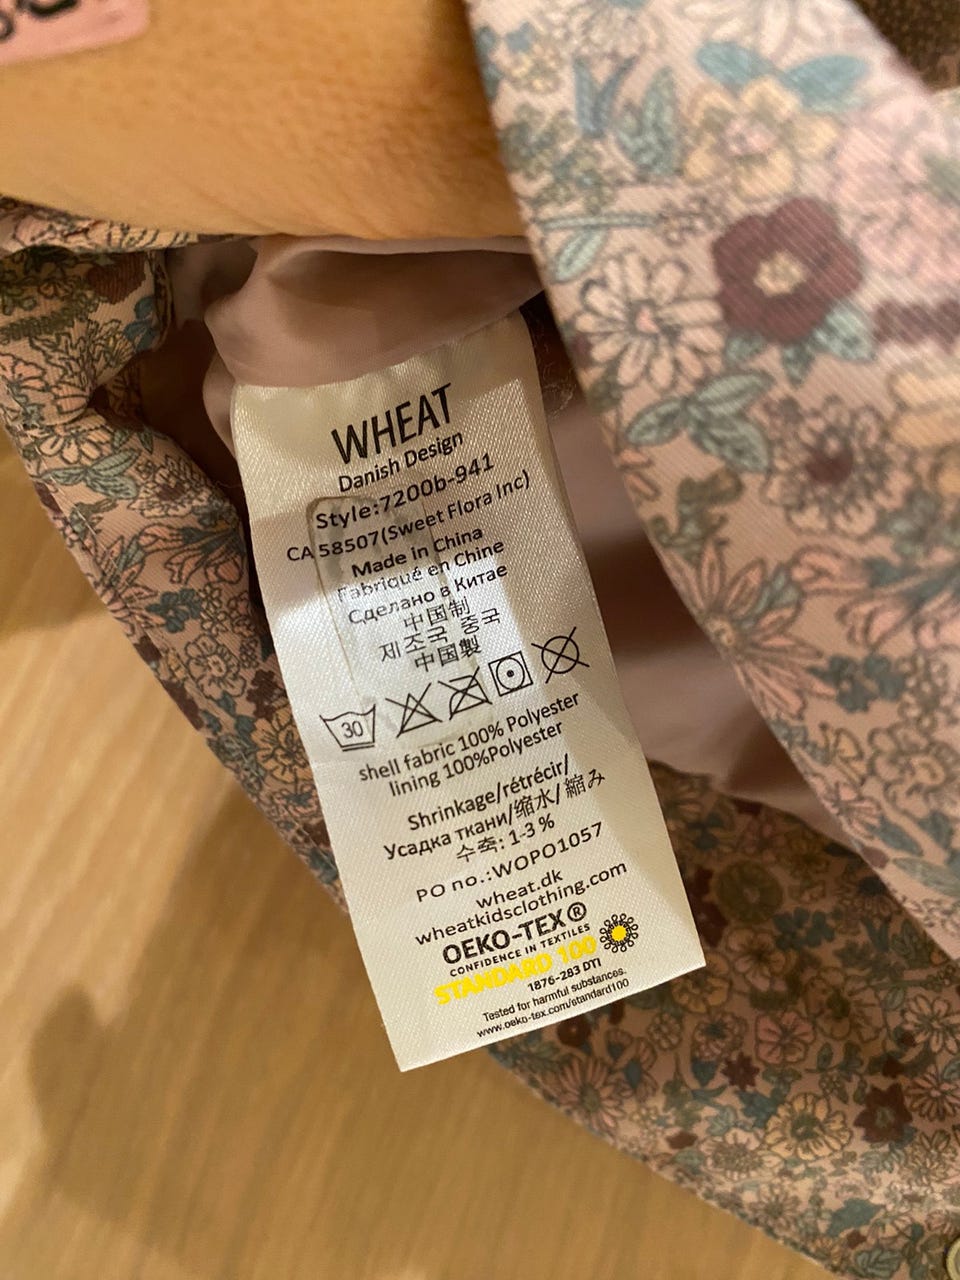 WHEAT
Danish Design
Style:7200b-941
CA 58507(Sweet Flora Inc)
Made in China
Fabriqué en Chine
Сделано в Китае
中国制
제조국 중국
中国製
30
shell fabric 100% Polyester
lining 100%Polyester
Shrinkage/rétrécir/
Усадка ткани/缩水/縮み
수축: 1-3 %
PO no.:WOPO1057
wheat.dk
wheatkidsclothing.com
OEKO-TEX®
CONFIDENCE IN TEXTILES
STANDARD 100
1876-283 DTI
Tested for harmful substances.
www.oeko-tex.com/standard100